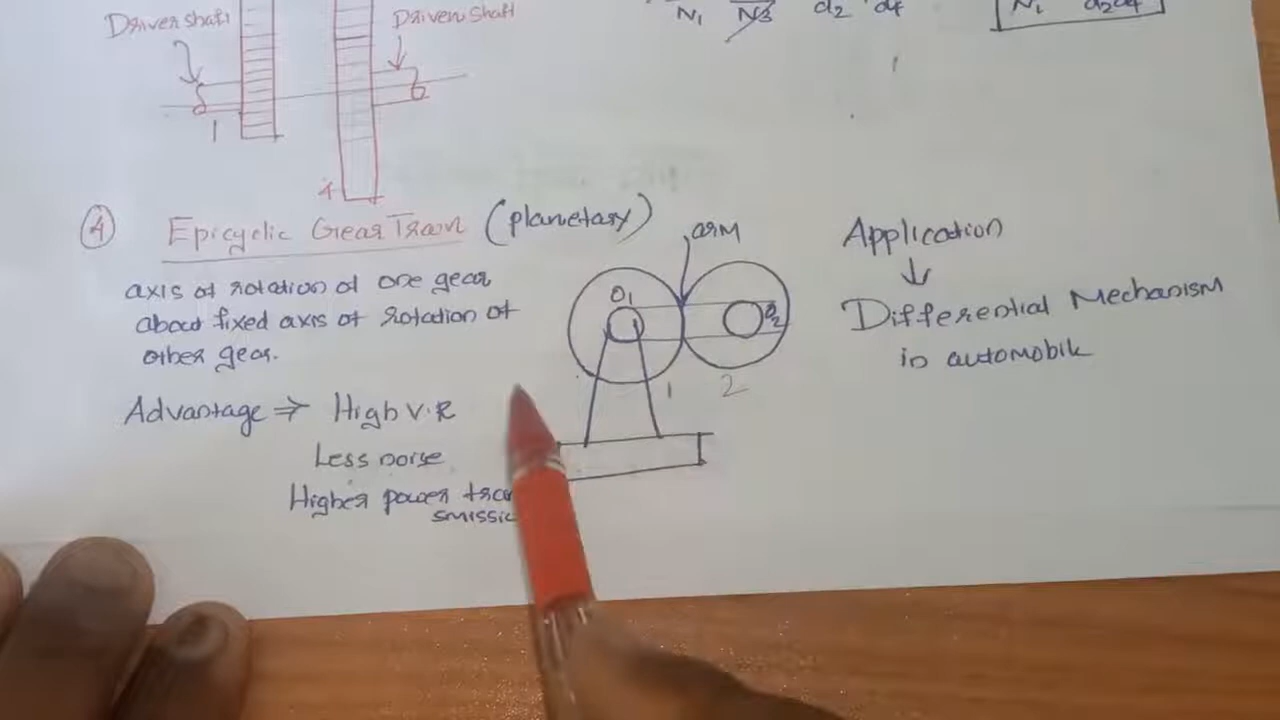 Driver shaft
Driven shaft
N1 N3 d2 d4
N1 d2d4
1
6
4
④ Epicyclic Gear Train (planetary)
axis of rotation of one gear
about fixed axis of rotation of
other gear.
Advantage ⇒ High V.R
Less noise
Higher power tran
smissio
arm
O1
O2
1
2
Application
↓
Differential Mechanism
in automobile